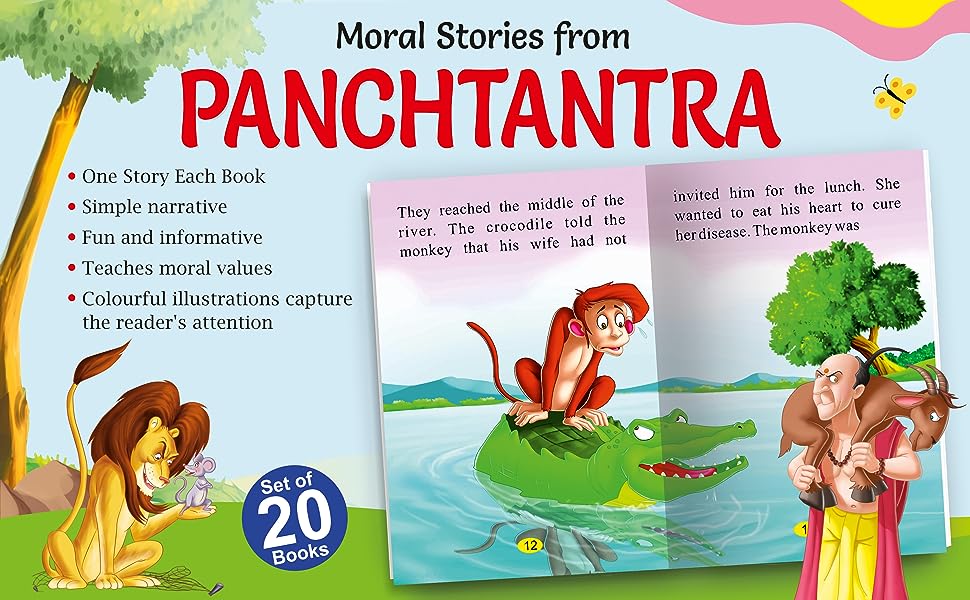 Moral Stories from
PANCHTANTRA
• One Story Each Book
• Simple narrative
• Fun and informative
• Teaches moral values
• Colourful illustrations capture
the reader's attention
Set of
20
Books
They reached the middle of the
river. The crocodile told the
monkey that his wife had not
12
invited him for the lunch. She
wanted to eat his heart to cure
her disease. The monkey was